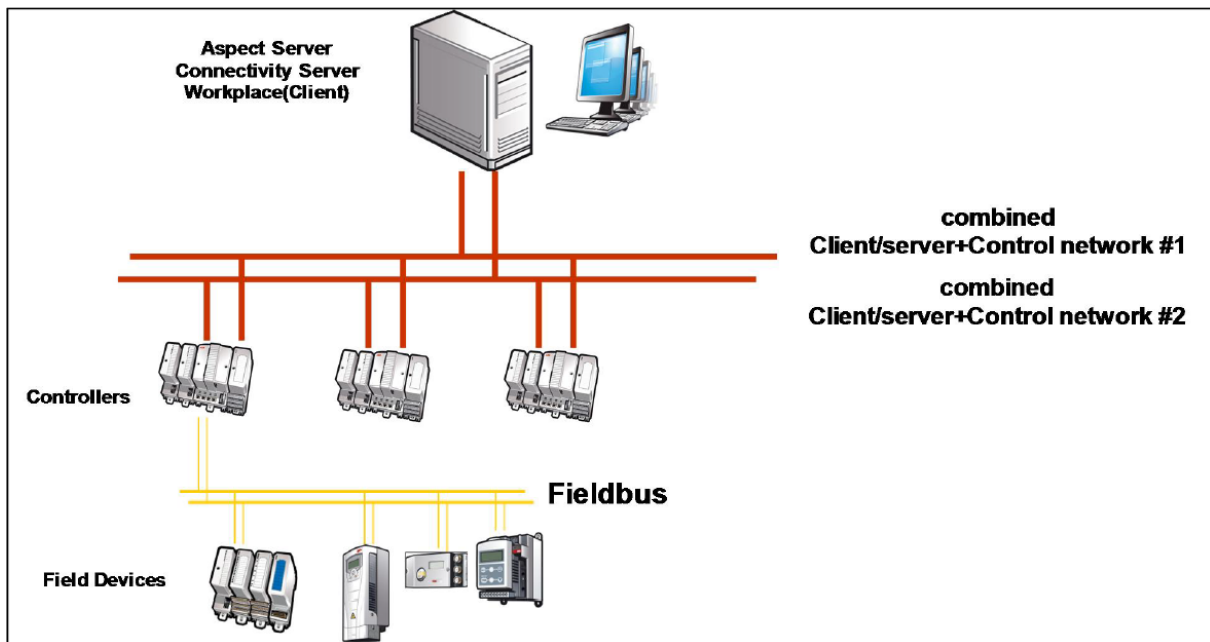 Aspect Server
Connectivity Server
Workplace(Client)
combined
Client/server+Control network #1
combined
Client/server+Control network #2
Controllers
Fieldbus
Field Devices